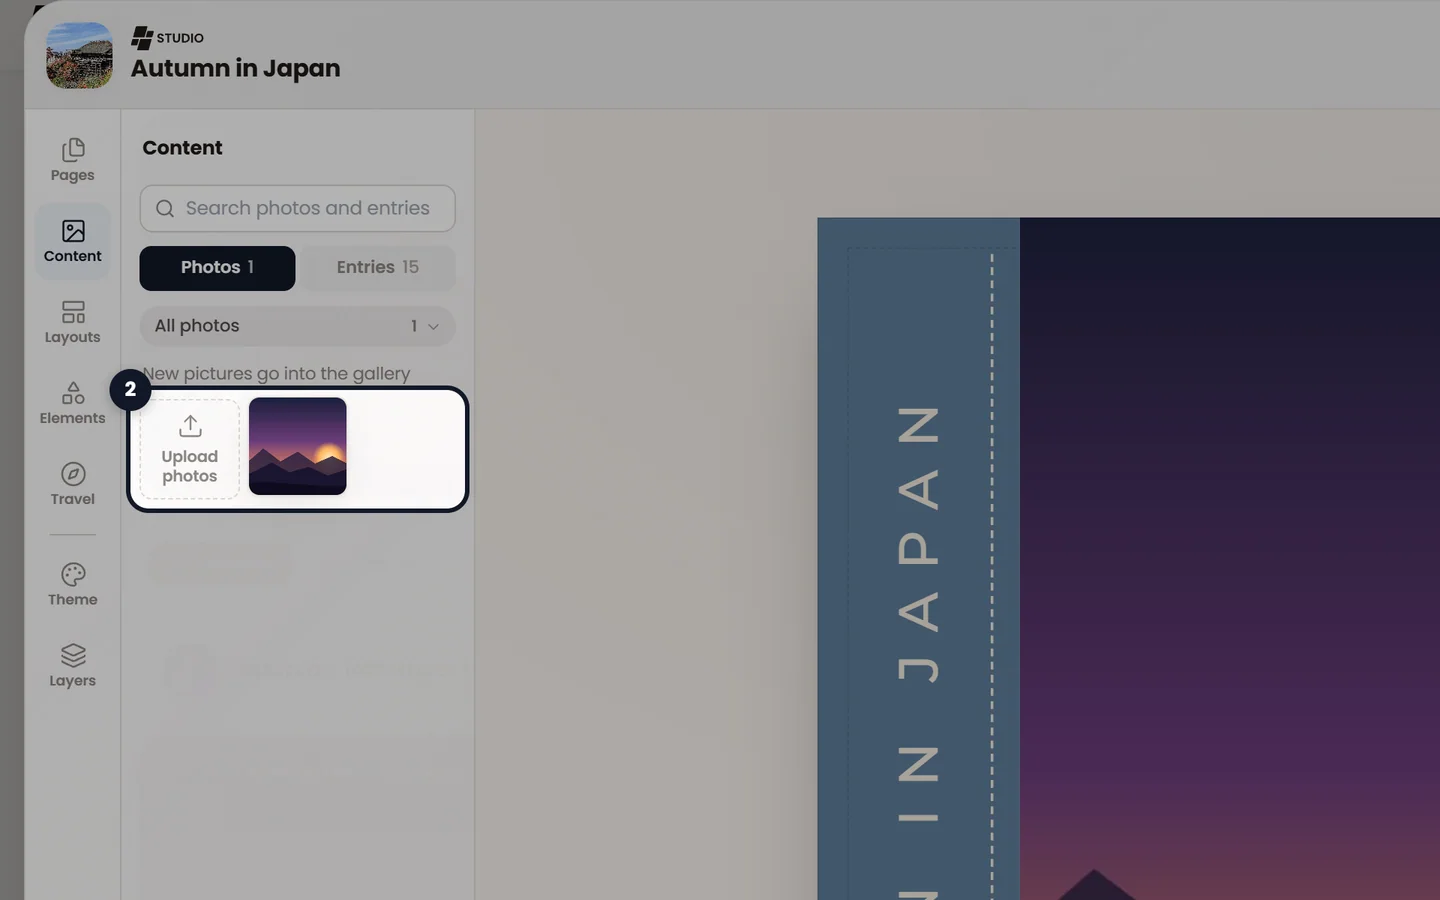 STUDIO
Autumn in Japan
Pages
Content
Layouts
Elements
Travel
Theme
Layers
Content
Search photos and entries
Photos 1
Entries 15
All photos 1
New pictures go into the gallery
2
Upload
photos
N IN JAPAN